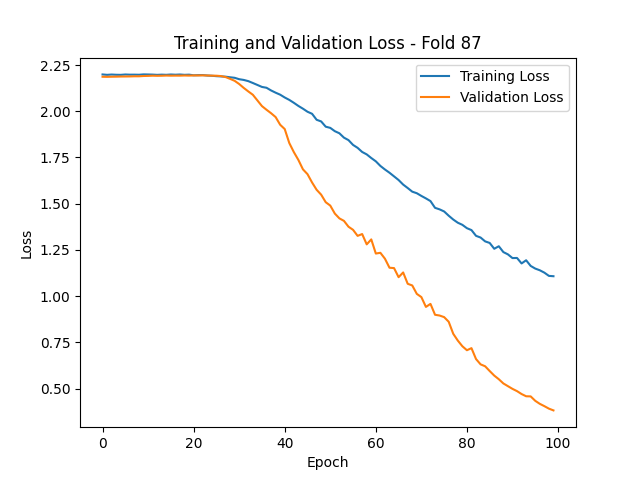 Training and Validation Loss - Fold 87
Training Loss
Validation Loss
2.25
2.00
1.75
1.50
1.25
1.00
0.75
0.50
Loss
0 20 40 60 80 100
Epoch